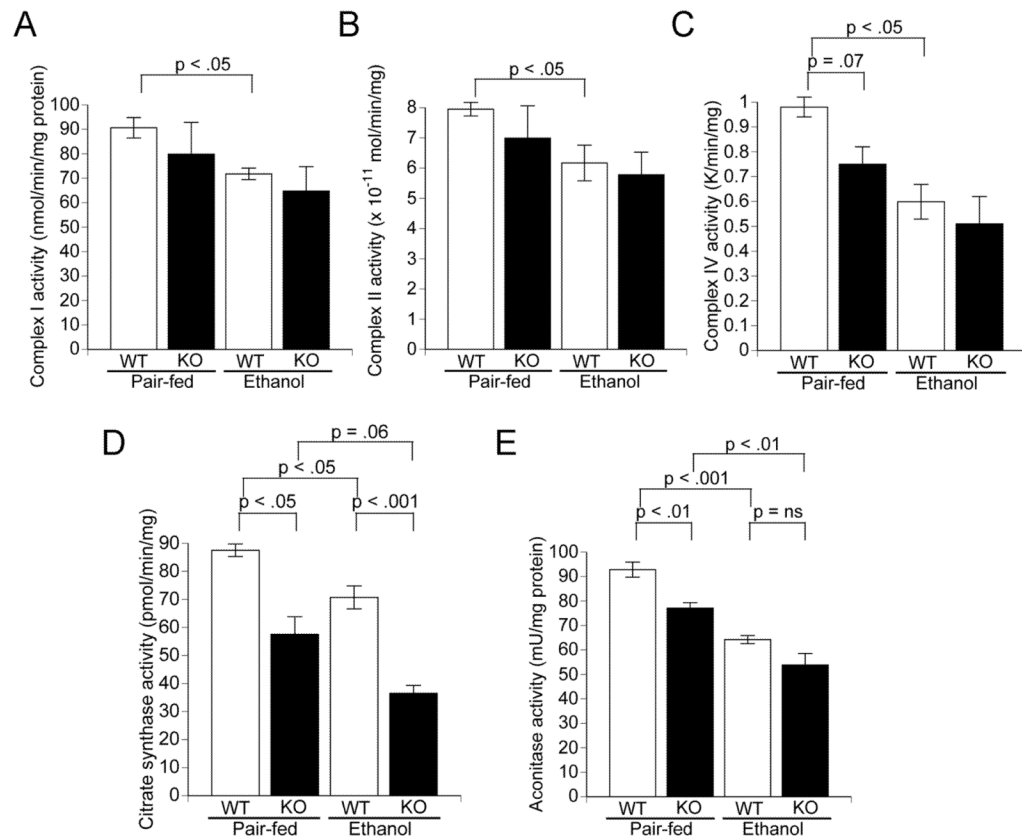 A
p < .05
Complex I activity (nmol/min/mg protein)
100
90
80
70
60
50
40
30
20
10
0
WT KO WT KO
Pair-fed Ethanol
B
p < .05
Complex II activity (x 10⁻¹¹ mol/min/mg)
8
7
6
5
4
3
2
1
0
WT KO WT KO
Pair-fed Ethanol
C
p < .05
p = .07
Complex IV activity (K/min/mg)
1
0.9
0.8
0.7
0.6
0.5
0.4
0.3
0.2
0.1
0
WT KO WT KO
Pair-fed Ethanol
D
p = .06
p < .05
p < .05 p < .001
Citrate synthase activity (pmol/min/mg)
90
80
70
60
50
40
30
20
10
0
WT KO WT KO
Pair-fed Ethanol
E
p < .01
p < .001
p < .01 p = ns
Aconitase activity (mU/mg protein)
100
90
80
70
60
50
40
30
20
10
0
WT KO WT KO
Pair-fed Ethanol